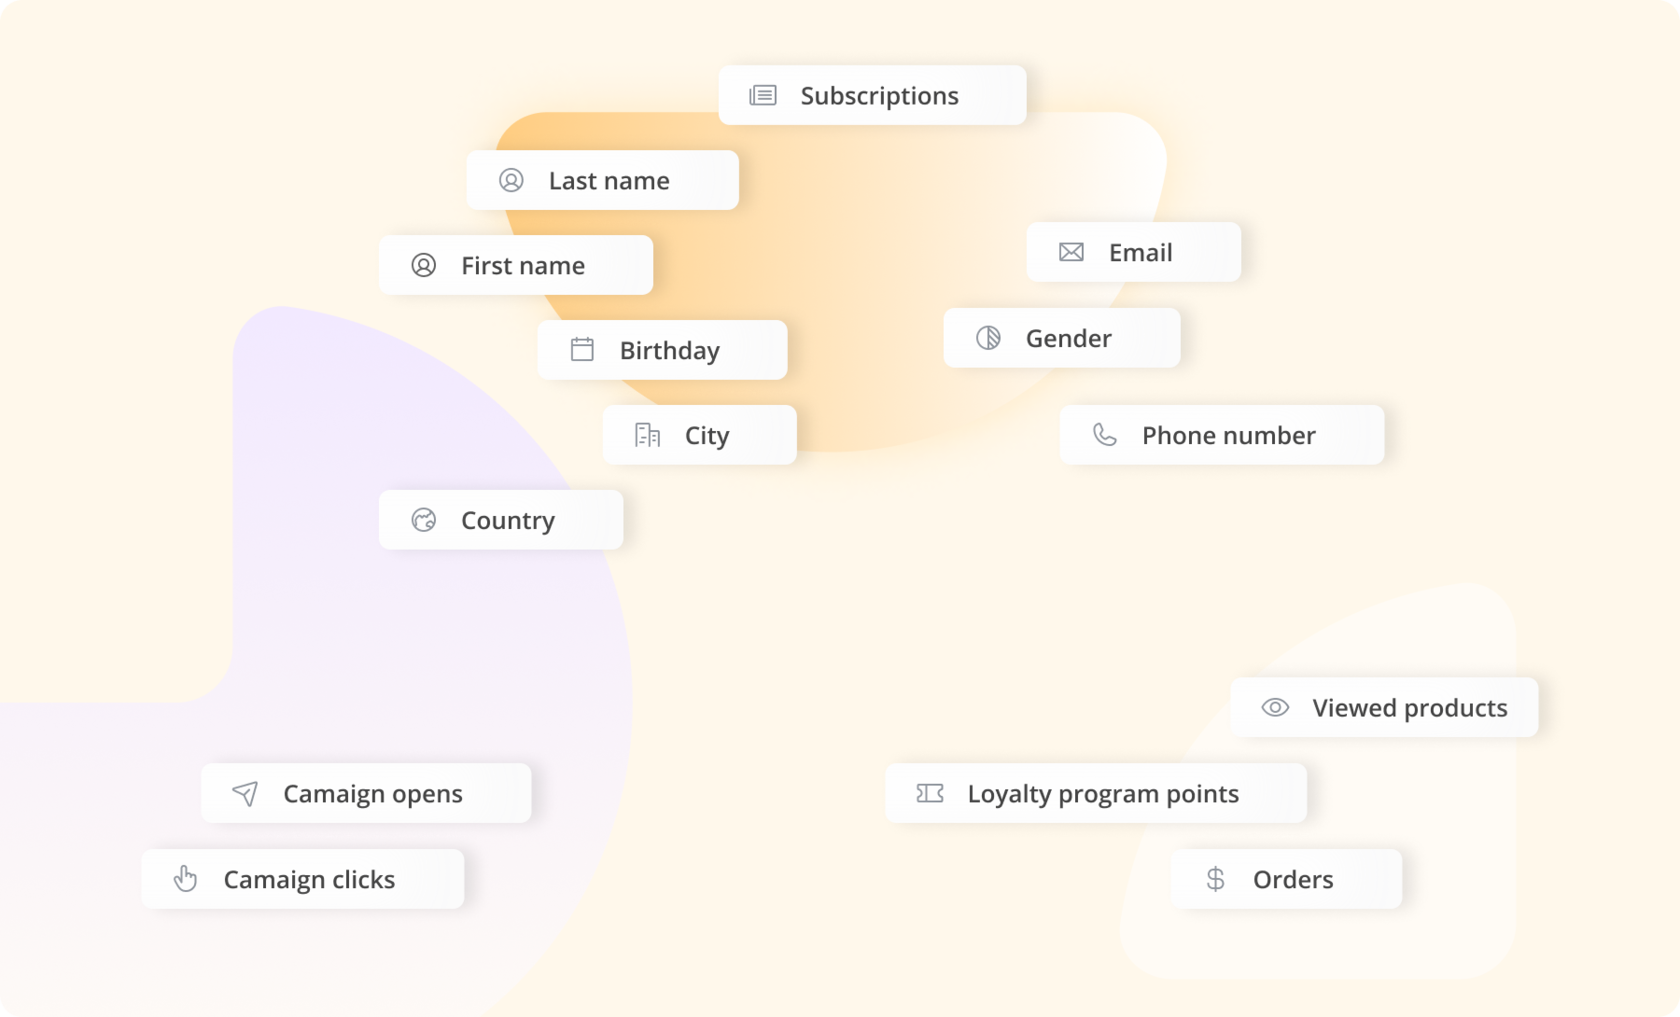 Subscriptions
Last name
Email
First name
Gender
Birthday
City
Phone number
Country
Viewed products
Camaign opens
Loyalty program points
Camaign clicks
Orders